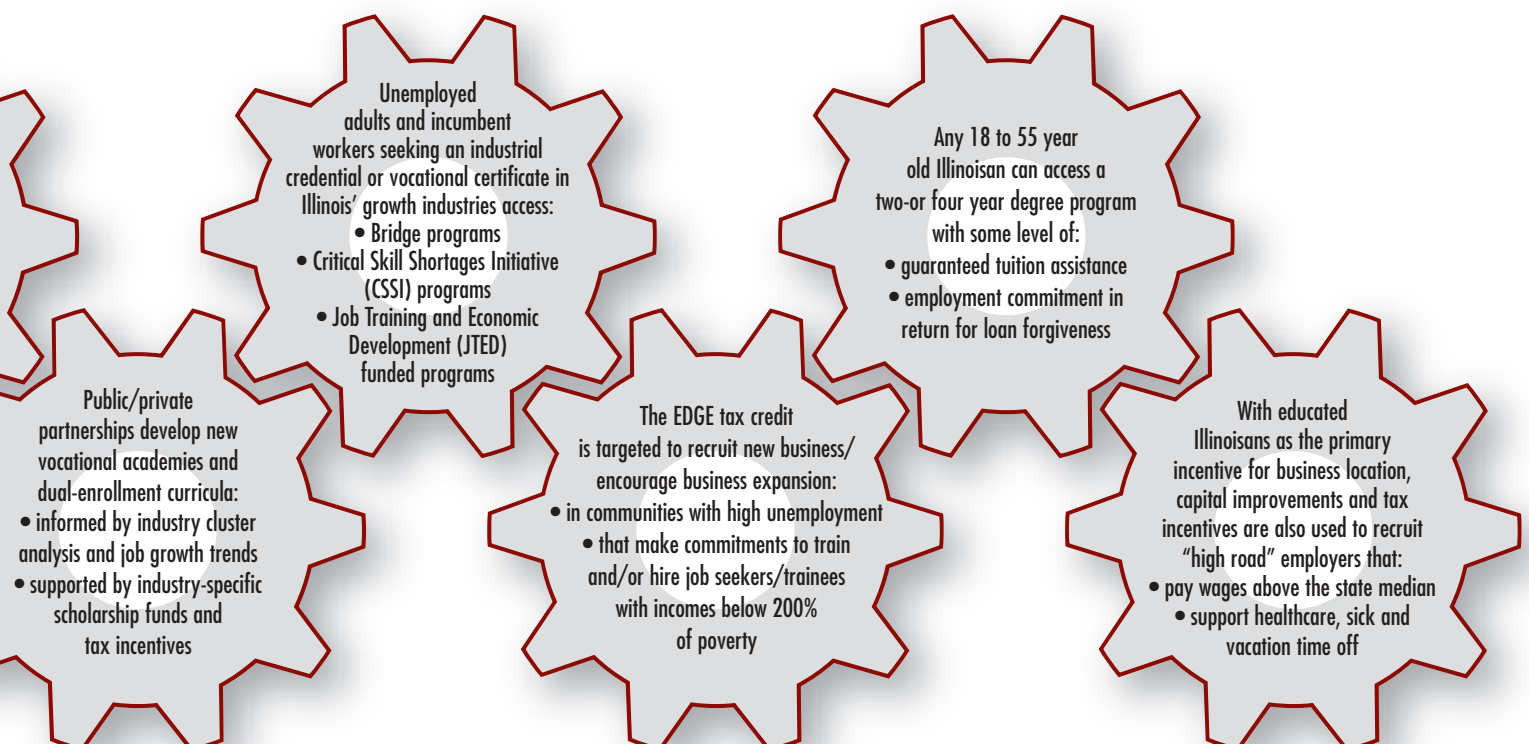 Unemployed
adults and incumbent
workers seeking an industrial
credential or vocational certificate in
Illinois’ growth industries access:
• Bridge programs
• Critical Skill Shortages Initiative
(CSSI) programs
• Job Training and Economic
Development (JTED)
funded programs
Any 18 to 55 year
old Illinoisan can access a
two-or four year degree program
with some level of:
• guaranteed tuition assistance
• employment commitment in
return for loan forgiveness
Public/private
partnerships develop new
vocational academies and
dual-enrollment curricula:
• informed by industry cluster
analysis and job growth trends
• supported by industry-specific
scholarship funds and
tax incentives
The EDGE tax credit
is targeted to recruit new business/
encourage business expansion:
• in communities with high unemployment
• that make commitments to train
and/or hire job seekers/trainees
with incomes below 200%
of poverty
With educated
Illinoisans as the primary
incentive for business location,
capital improvements and tax
incentives are also used to recruit
“high road” employers that:
• pay wages above the state median
• support healthcare, sick and
vacation time off